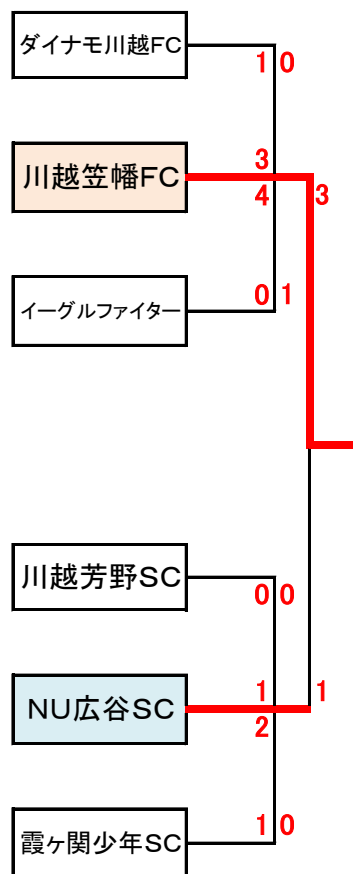 ダイナモ川越FC
1 0
3
川越笠幡FC
4 3
イーグルファイター
0 1
川越芳野SC
0 0
1 1
NU広谷SC
2
霞ヶ関少年SC
1 0